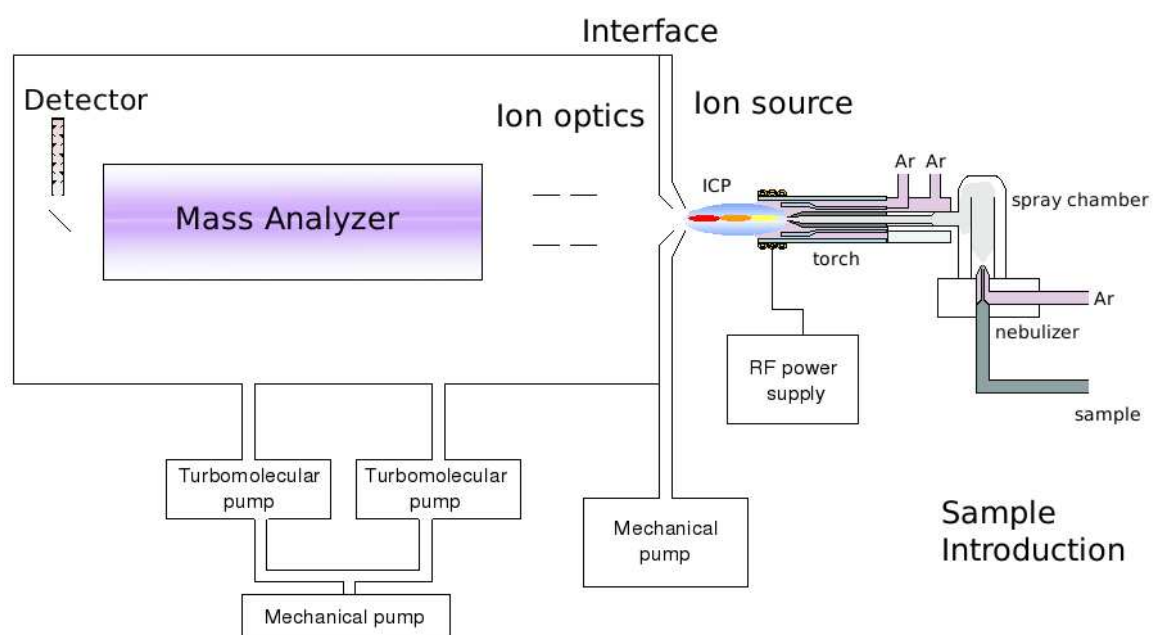 Interface
Detector
Ion optics
Ion source
Ar
Ar
ICP
spray chamber
Mass Analyzer
torch
Ar
nebulizer
RF power
supply
sample
Turbomolecular
pump
Turbomolecular
pump
Mechanical
pump
Sample
Introduction
Mechanical pump